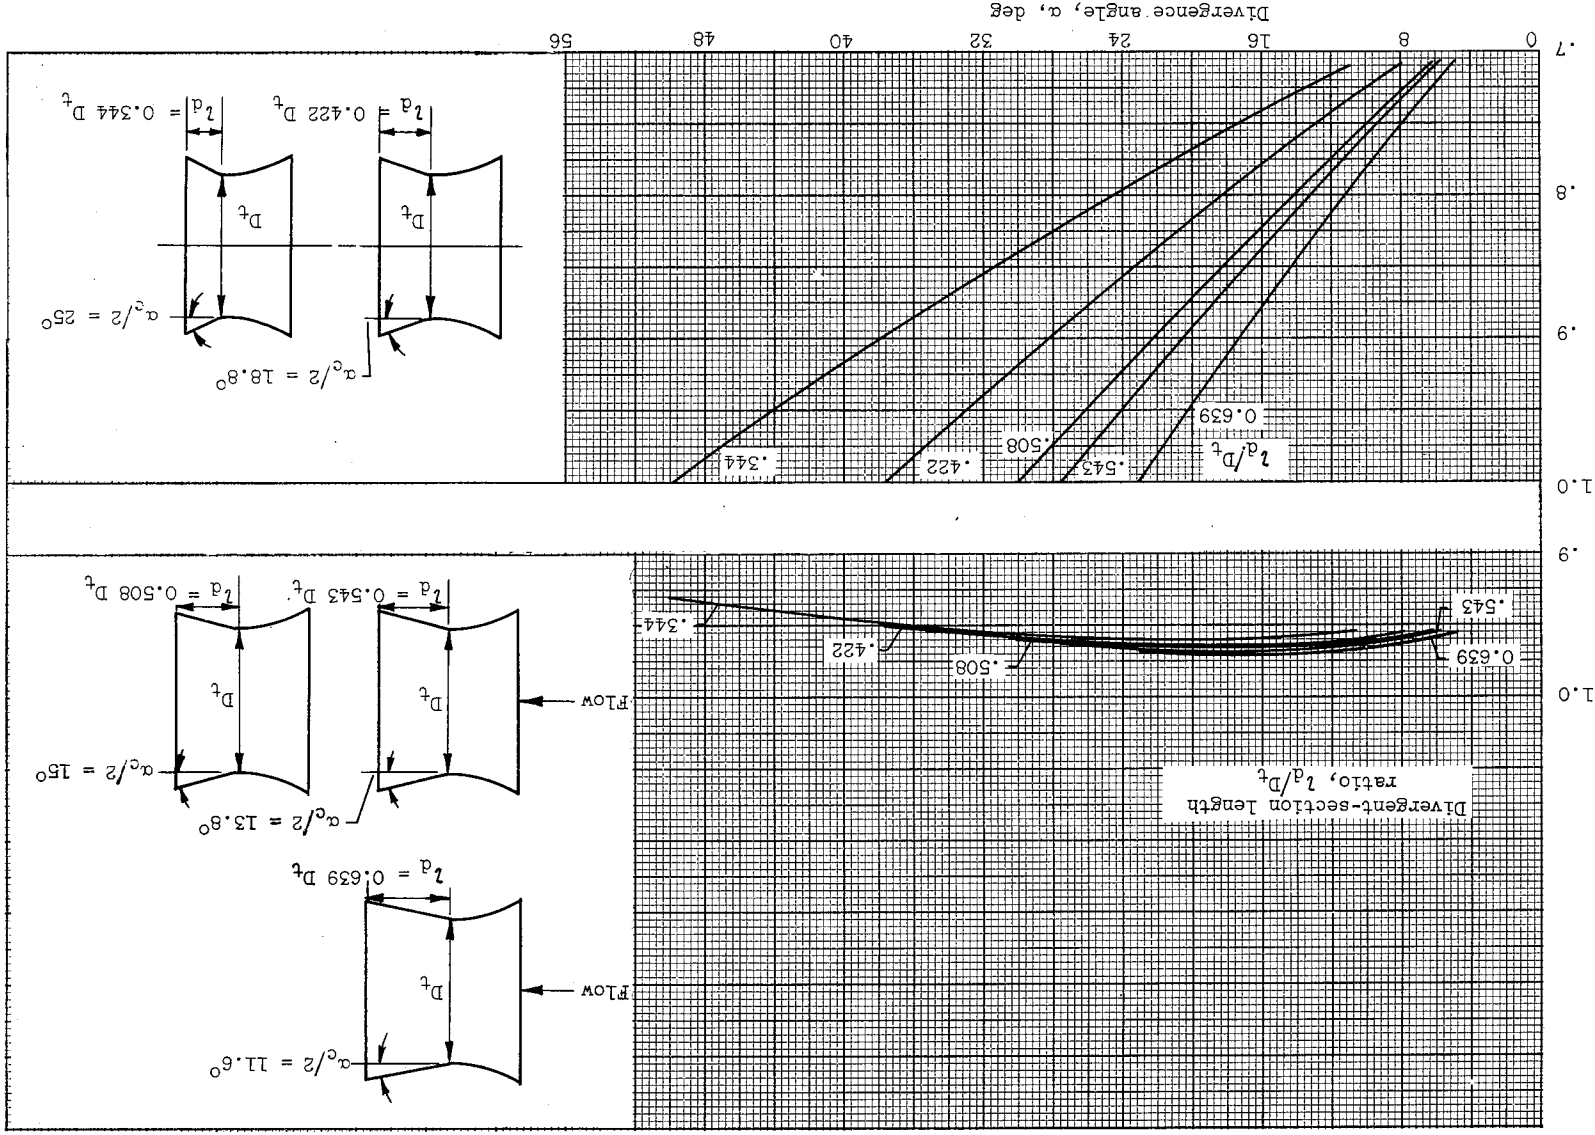 Divergence angle, α, deg
0 8 16 24 32 40 48 56
.7
l_d = 0.422 D_t
l_d = 0.344 D_t
.8
D_t
D_t
α_c/2 = 25°
.9
α_c/2 = 18.8°
0.639
.508
l_d/D_t
.543
.422
.344
1.0
.9
l_d = 0.543 D_t
l_d = 0.508 D_t
.543
.344
.422
0.639
.508
1.0
Flow
D_t
D_t
α_c/2 = 15°
Divergent-section length
ratio, l_d/D_t
α_c/2 = 13.8°
l_d = 0.639 D_t
Flow
D_t
α_c/2 = 11.6°